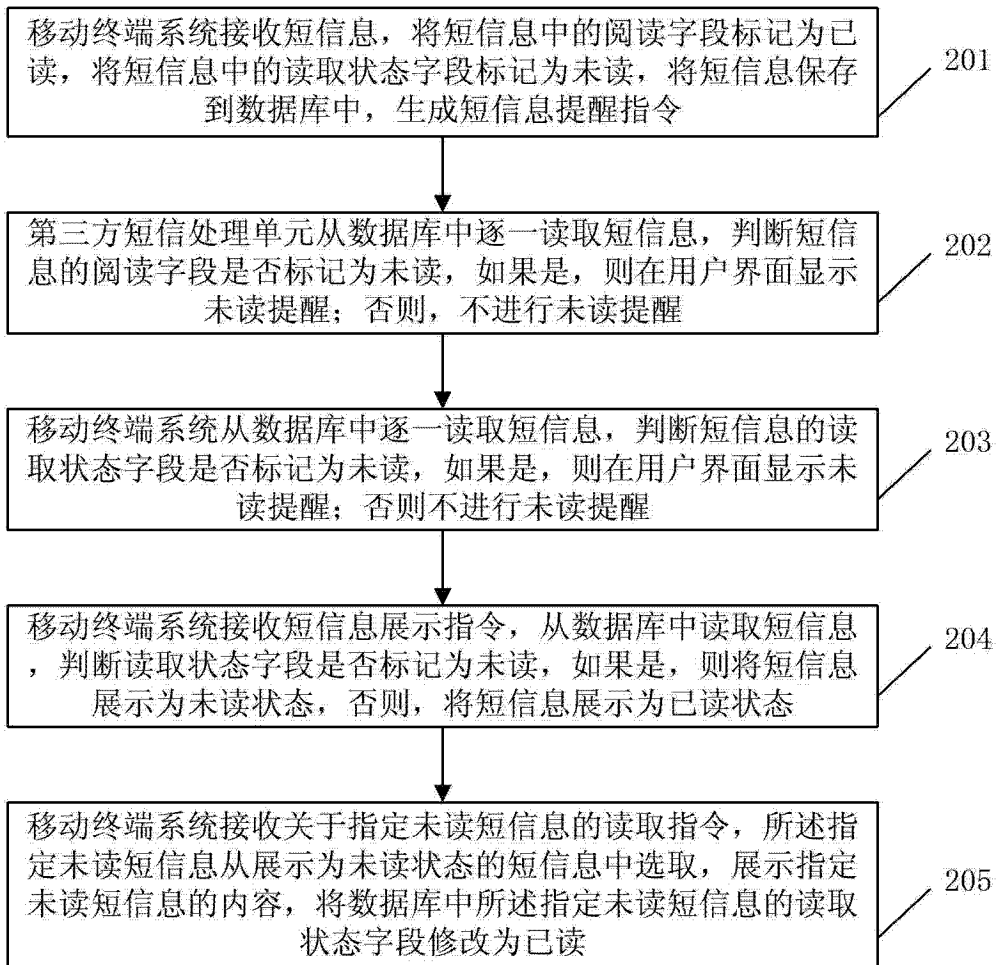 移动终端系统接收短信息，将短信息中的阅读字段标记为已
读，将短信息中的读取状态字段标记为未读，将短信息保存
到数据库中，生成短信息提醒指令
201
第三方短信处理单元从数据库中逐一读取短信息，判断短信
息的阅读字段是否标记为未读，如果是，则在用户界面显示
未读提醒；否则，不进行未读提醒
202
移动终端系统从数据库中逐一读取短信息，判断短信息的读
取状态字段是否标记为未读，如果是，则在用户界面显示未
读提醒；否则不进行未读提醒
203
移动终端系统接收短信息展示指令，从数据库中读取短信息
，判断读取状态字段是否标记为未读，如果是，则将短信息
展示为未读状态，否则，将短信息展示为已读状态
204
移动终端系统接收关于指定未读短信息的读取指令，所述指
定未读短信息从展示为未读状态的短信息中选取，展示指定
未读短信息的内容，将数据库中所述指定未读短信息的读取
状态字段修改为已读
205